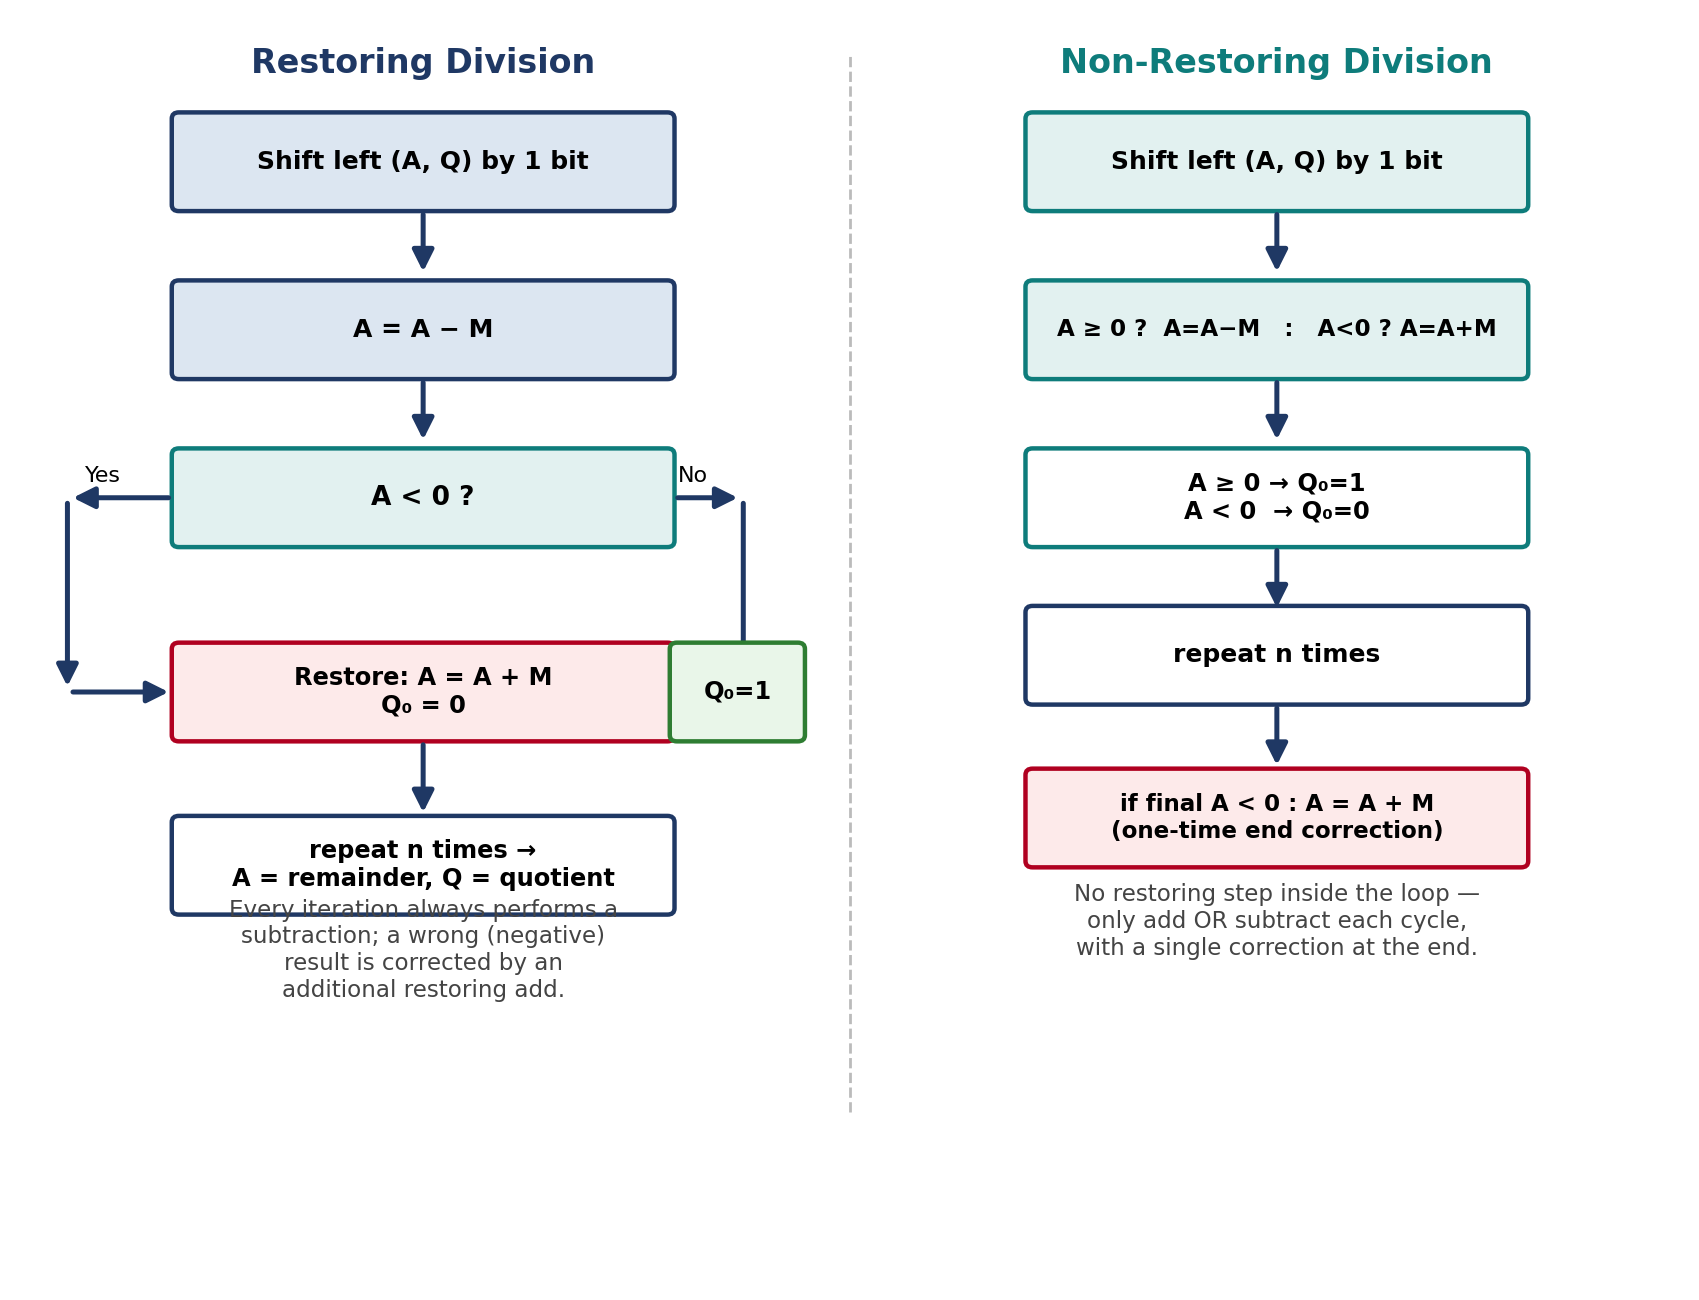 Restoring Division
Shift left (A, Q) by 1 bit
A = A − M
Yes
A < 0 ?
No
Restore: A = A + M
Q₀ = 0
Q₀=1
repeat n times →
A = remainder, Q = quotient
Every iteration always performs a
subtraction; a wrong (negative)
result is corrected by an
additional restoring add.
Non-Restoring Division
Shift left (A, Q) by 1 bit
A ≥ 0 ?  A=A−M   :   A<0 ? A=A+M
A ≥ 0 → Q₀=1
A < 0  → Q₀=0
repeat n times
if final A < 0 : A = A + M
(one-time end correction)
No restoring step inside the loop —
only add OR subtract each cycle,
with a single correction at the end.